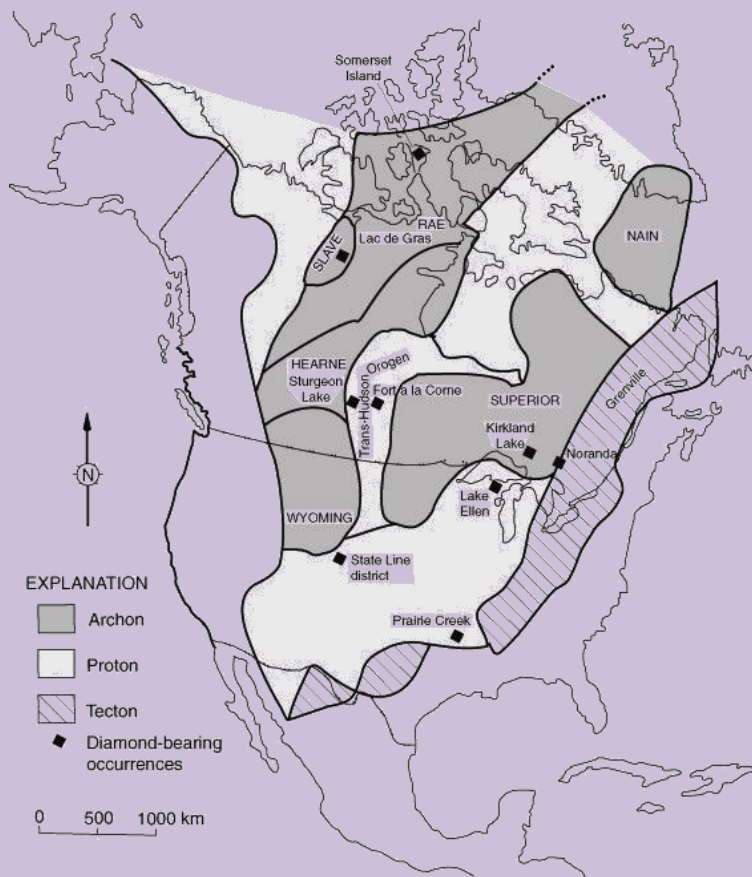 Somerset
Island
RAE
Lac de Gras
SLAVE
NAIN
HEARNE
Sturgeon
Lake
Trans-Hudson
Orogen
Fort a la Corne
SUPERIOR
Grenville
Kirkland
Lake
Noranda
Lake
Ellen
WYOMING
State Line
district
Prairie Creek
N
EXPLANATION
Archon
Proton
Tecton
Diamond-bearing
occurrences
0 500 1000 km